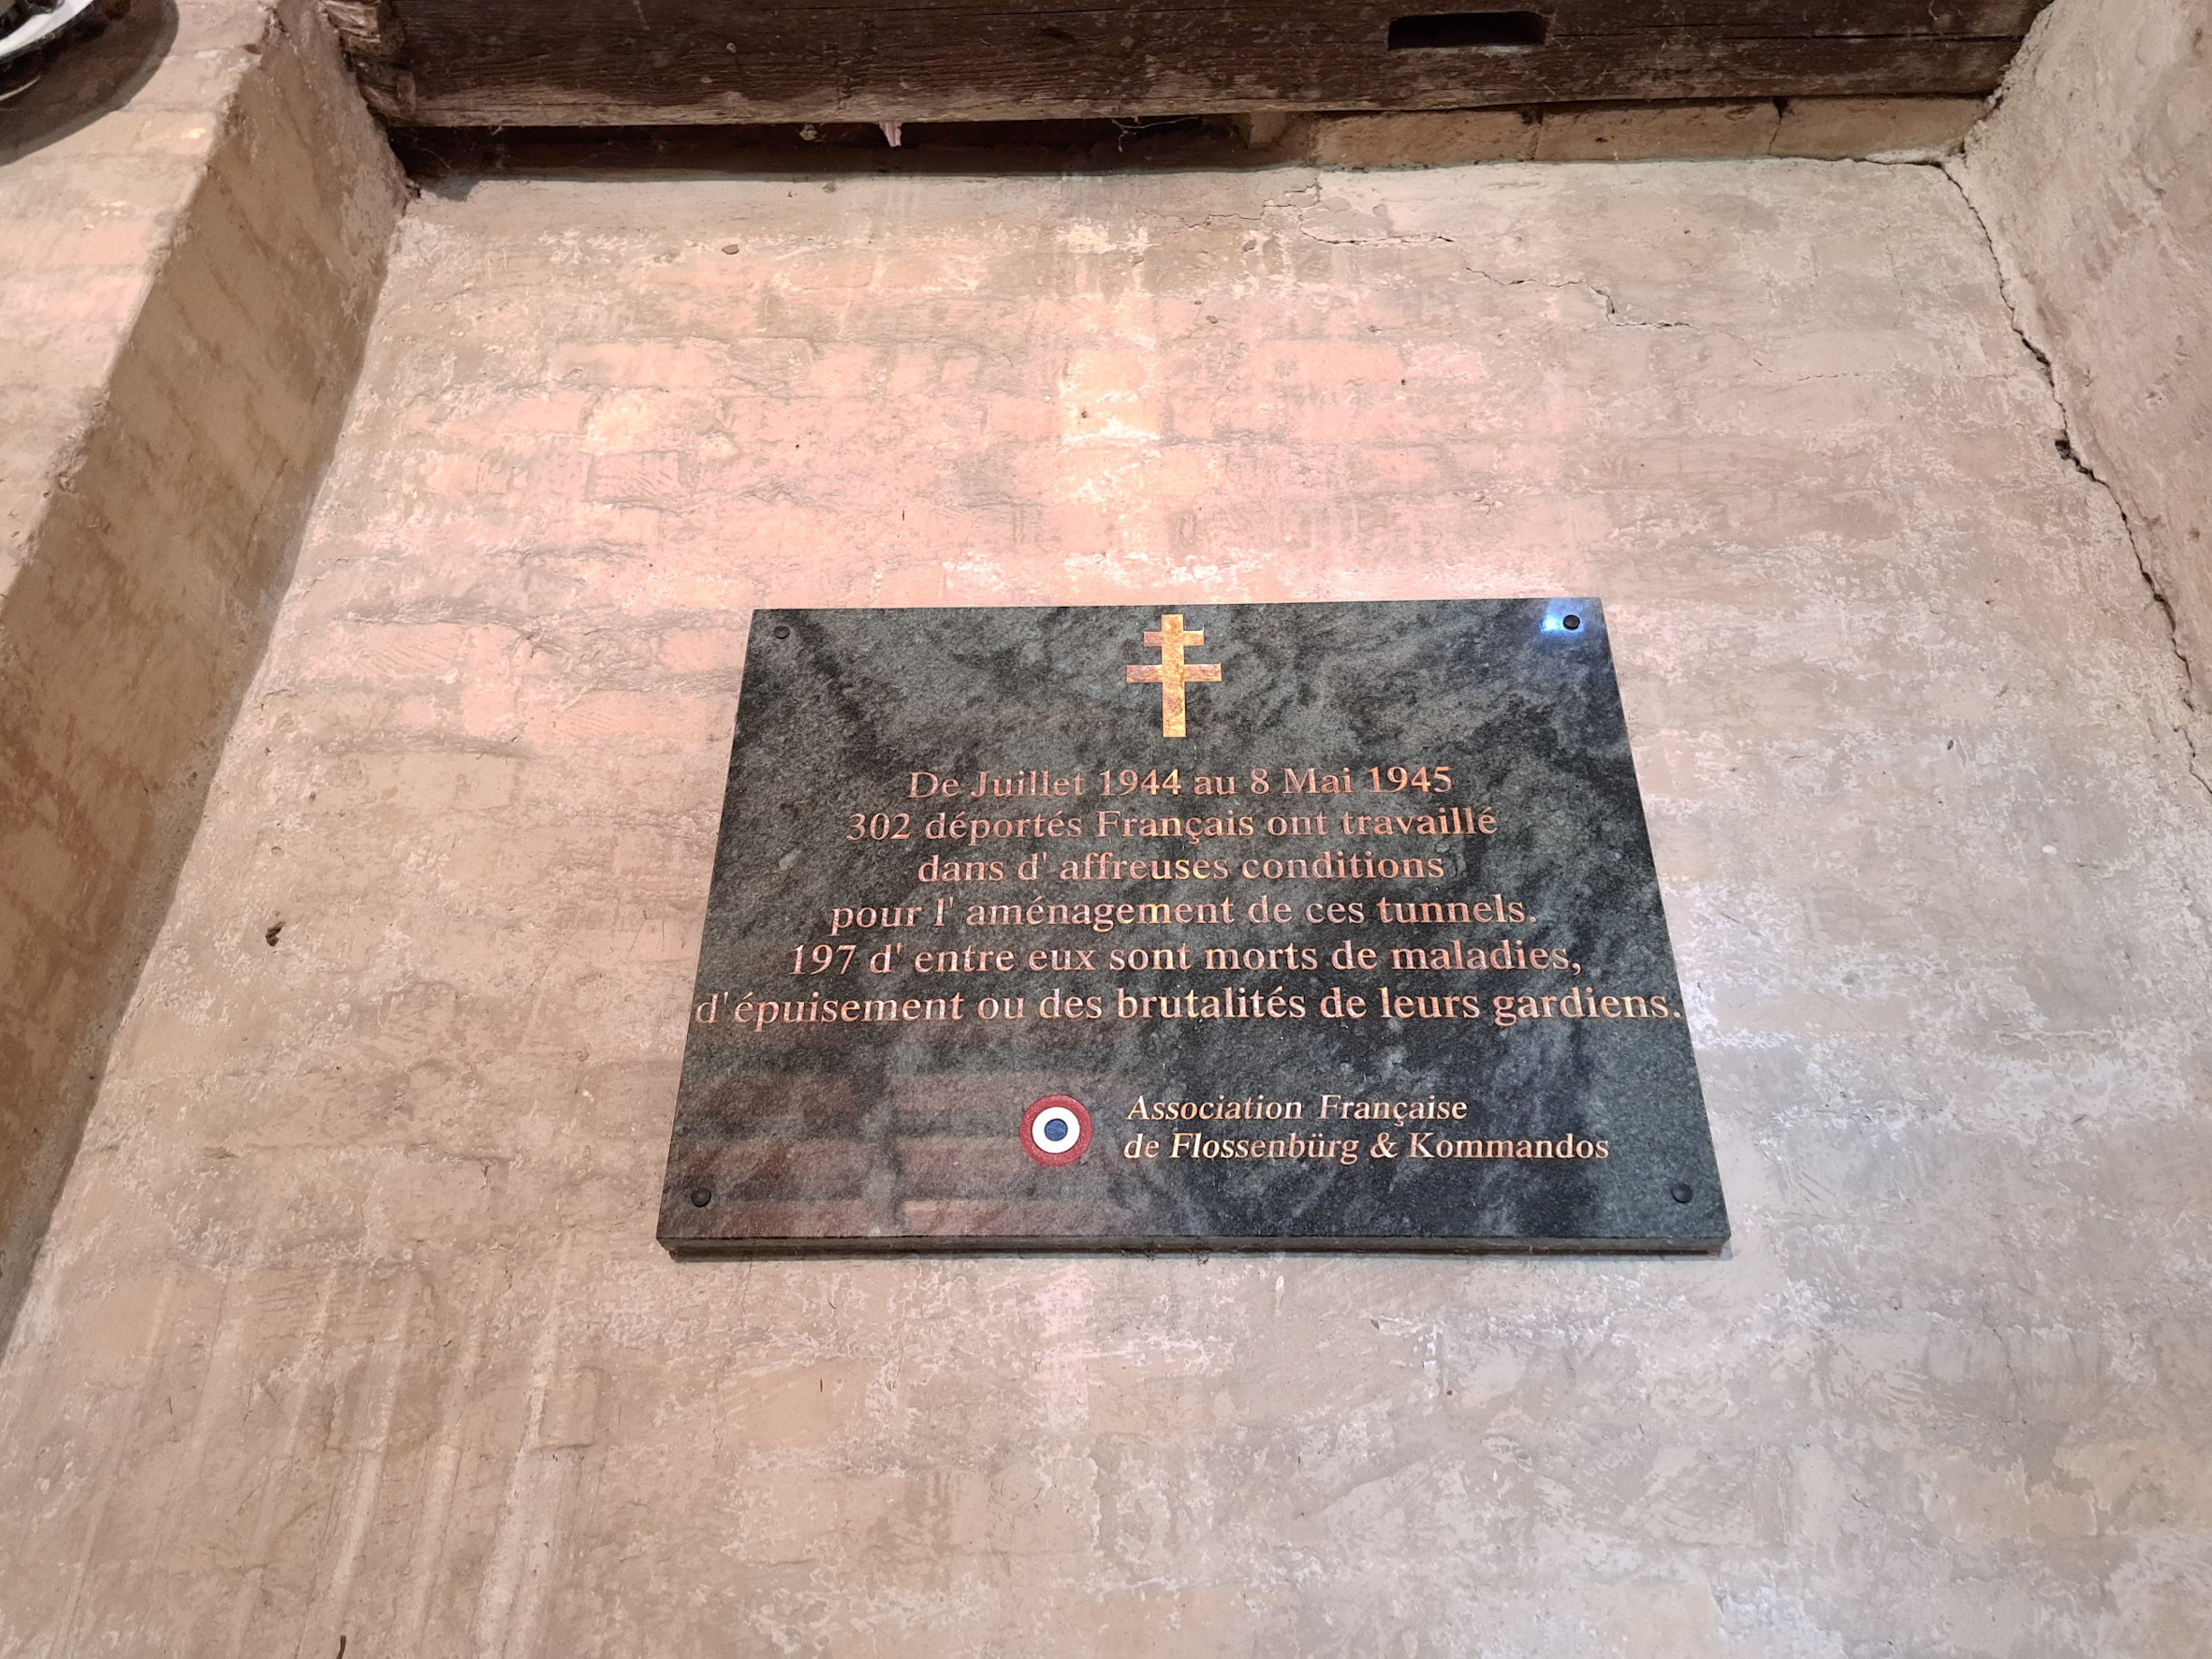 De Juillet 1944 au 8 Mai 1945
302 déportés Français ont travaillé
dans d' affreuses conditions
pour l' aménagement de ces tunnels.
197 d' entre eux sont morts de maladies,
d'épuisement ou des brutalités de leurs gardiens.
Association Française
de Flossenbürg & Kommandos